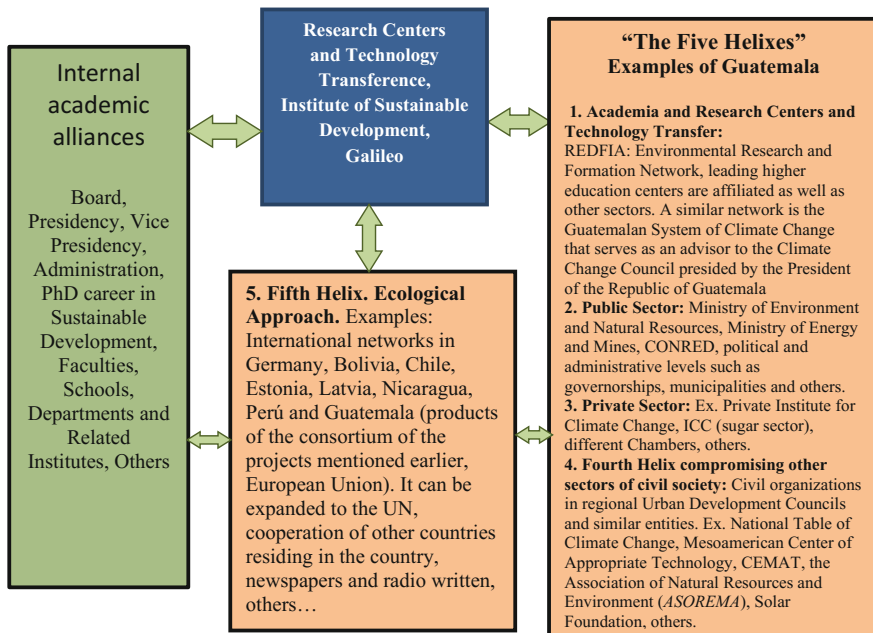 Internal
academic
alliances
Board,
Presidency, Vice
Presidency,
Administration,
PhD career in
Sustainable
Development,
Faculties,
Schools,
Departments and
Related
Institutes, Others
Research Centers
and Technology
Transference,
Institute of Sustainable
Development,
Galileo
5. Fifth Helix. Ecological
Approach. Examples:
International networks in
Germany, Bolivia, Chile,
Estonia, Latvia, Nicaragua,
Perú and Guatemala (products
of the consortium of the
projects mentioned earlier,
European Union). It can be
expanded to the UN,
cooperation of other countries
residing in the country,
newspapers and radio written,
others…
“The Five Helixes”
Examples of Guatemala
1. Academia and Research Centers and
Technology Transfer:
REDFIA: Environmental Research and
Formation Network, leading higher
education centers are affiliated as well as
other sectors. A similar network is the
Guatemalan System of Climate Change
that serves as an advisor to the Climate
Change Council presided by the President
of the Republic of Guatemala
2. Public Sector: Ministry of Environment
and Natural Resources, Ministry of Energy
and Mines, CONRED, political and
administrative levels such as
governorships, municipalities and others.
3. Private Sector: Ex. Private Institute for
Climate Change, ICC (sugar sector),
different Chambers, others.
4. Fourth Helix compromising other
sectors of civil society: Civil organizations
in regional Urban Development Councils
and similar entities. Ex. National Table of
Climate Change, Mesoamerican Center of
Appropriate Technology, CEMAT, the
Association of Natural Resources and
Environment (ASOREMA), Solar
Foundation, others.